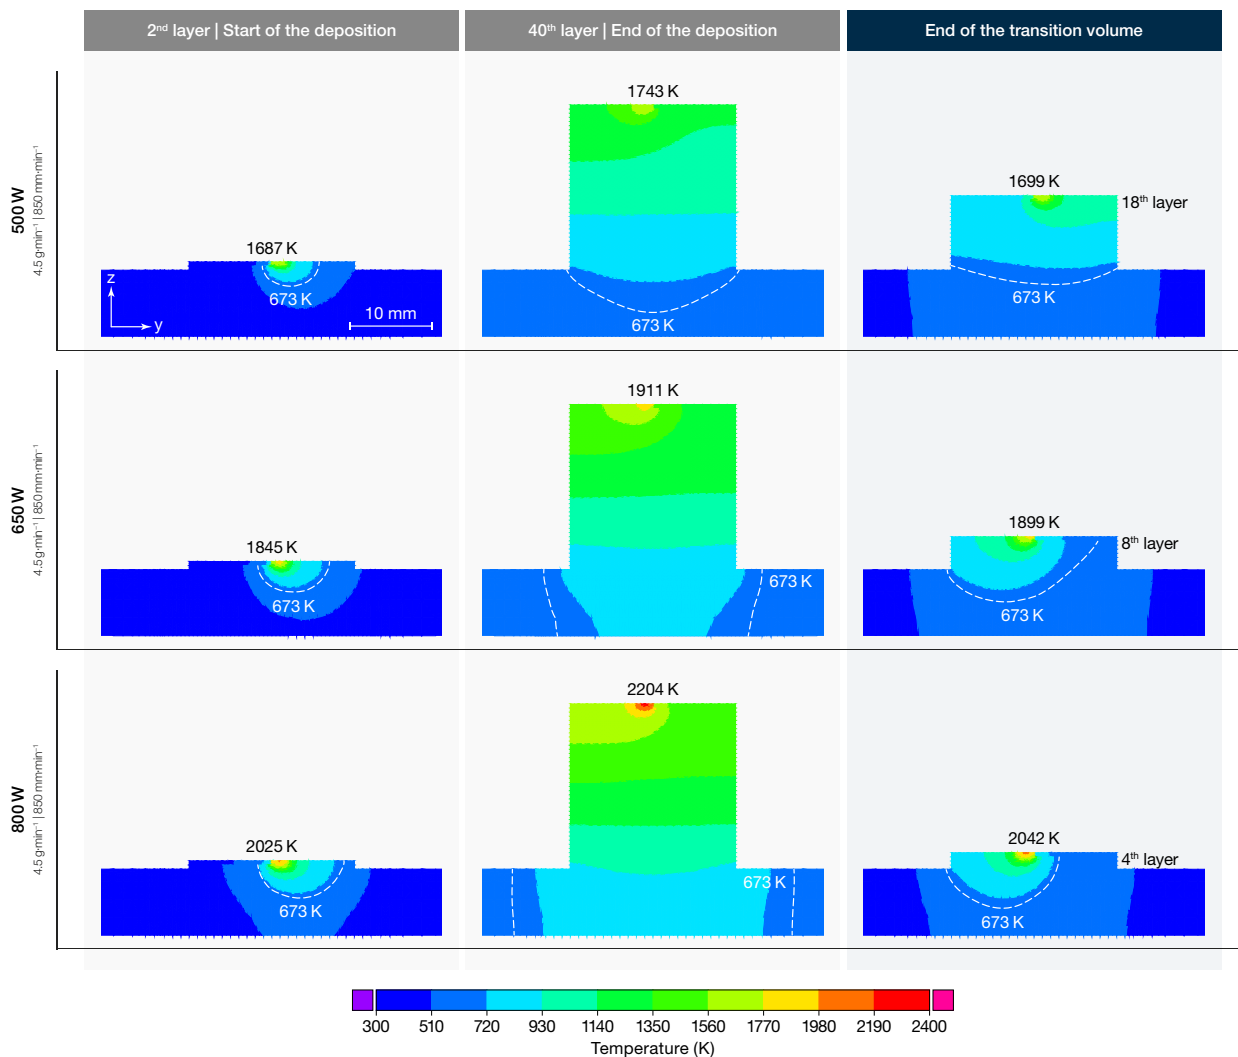 2nd layer | Start of the deposition
40th layer | End of the deposition
End of the transition volume
500 W
4.5 g·min⁻¹ | 850 mm·min⁻¹
1687 K
673 K
z
y
10 mm
1743 K
673 K
1699 K
18th layer
673 K
650 W
4.5 g·min⁻¹ | 850 mm·min⁻¹
1845 K
673 K
1911 K
673 K
1899 K
8th layer
673 K
800 W
4.5 g·min⁻¹ | 850 mm·min⁻¹
2025 K
673 K
2204 K
673 K
2042 K
4th layer
673 K
300 510 720 930 1140 1350 1560 1770 1980 2190 2400
Temperature (K)